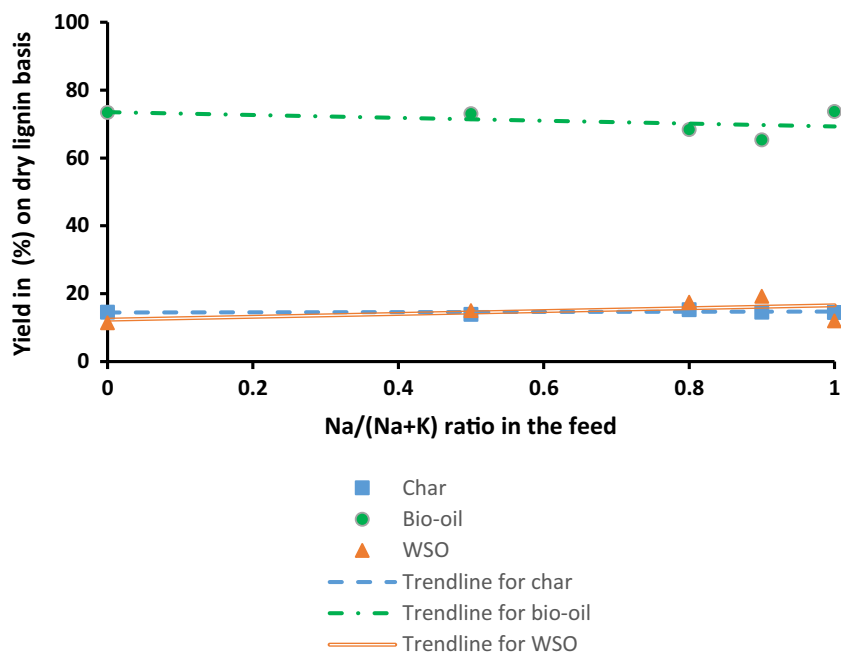 Yield in (%) on dry lignin basis
100
80
60
40
20
0
0 0.2 0.4 0.6 0.8 1
Na/(Na+K) ratio in the feed
Char
Bio-oil
WSO
Trendline for char
Trendline for bio-oil
Trendline for WSO